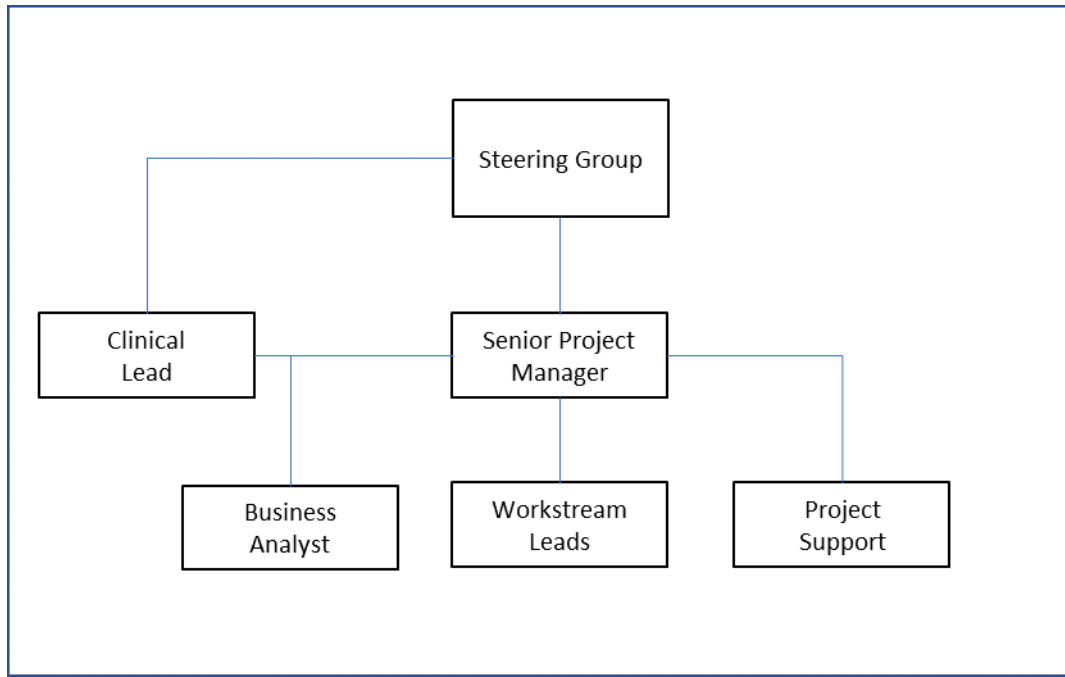 Steering Group
Clinical
Lead
Senior Project
Manager
Business
Analyst
Workstream
Leads
Project
Support